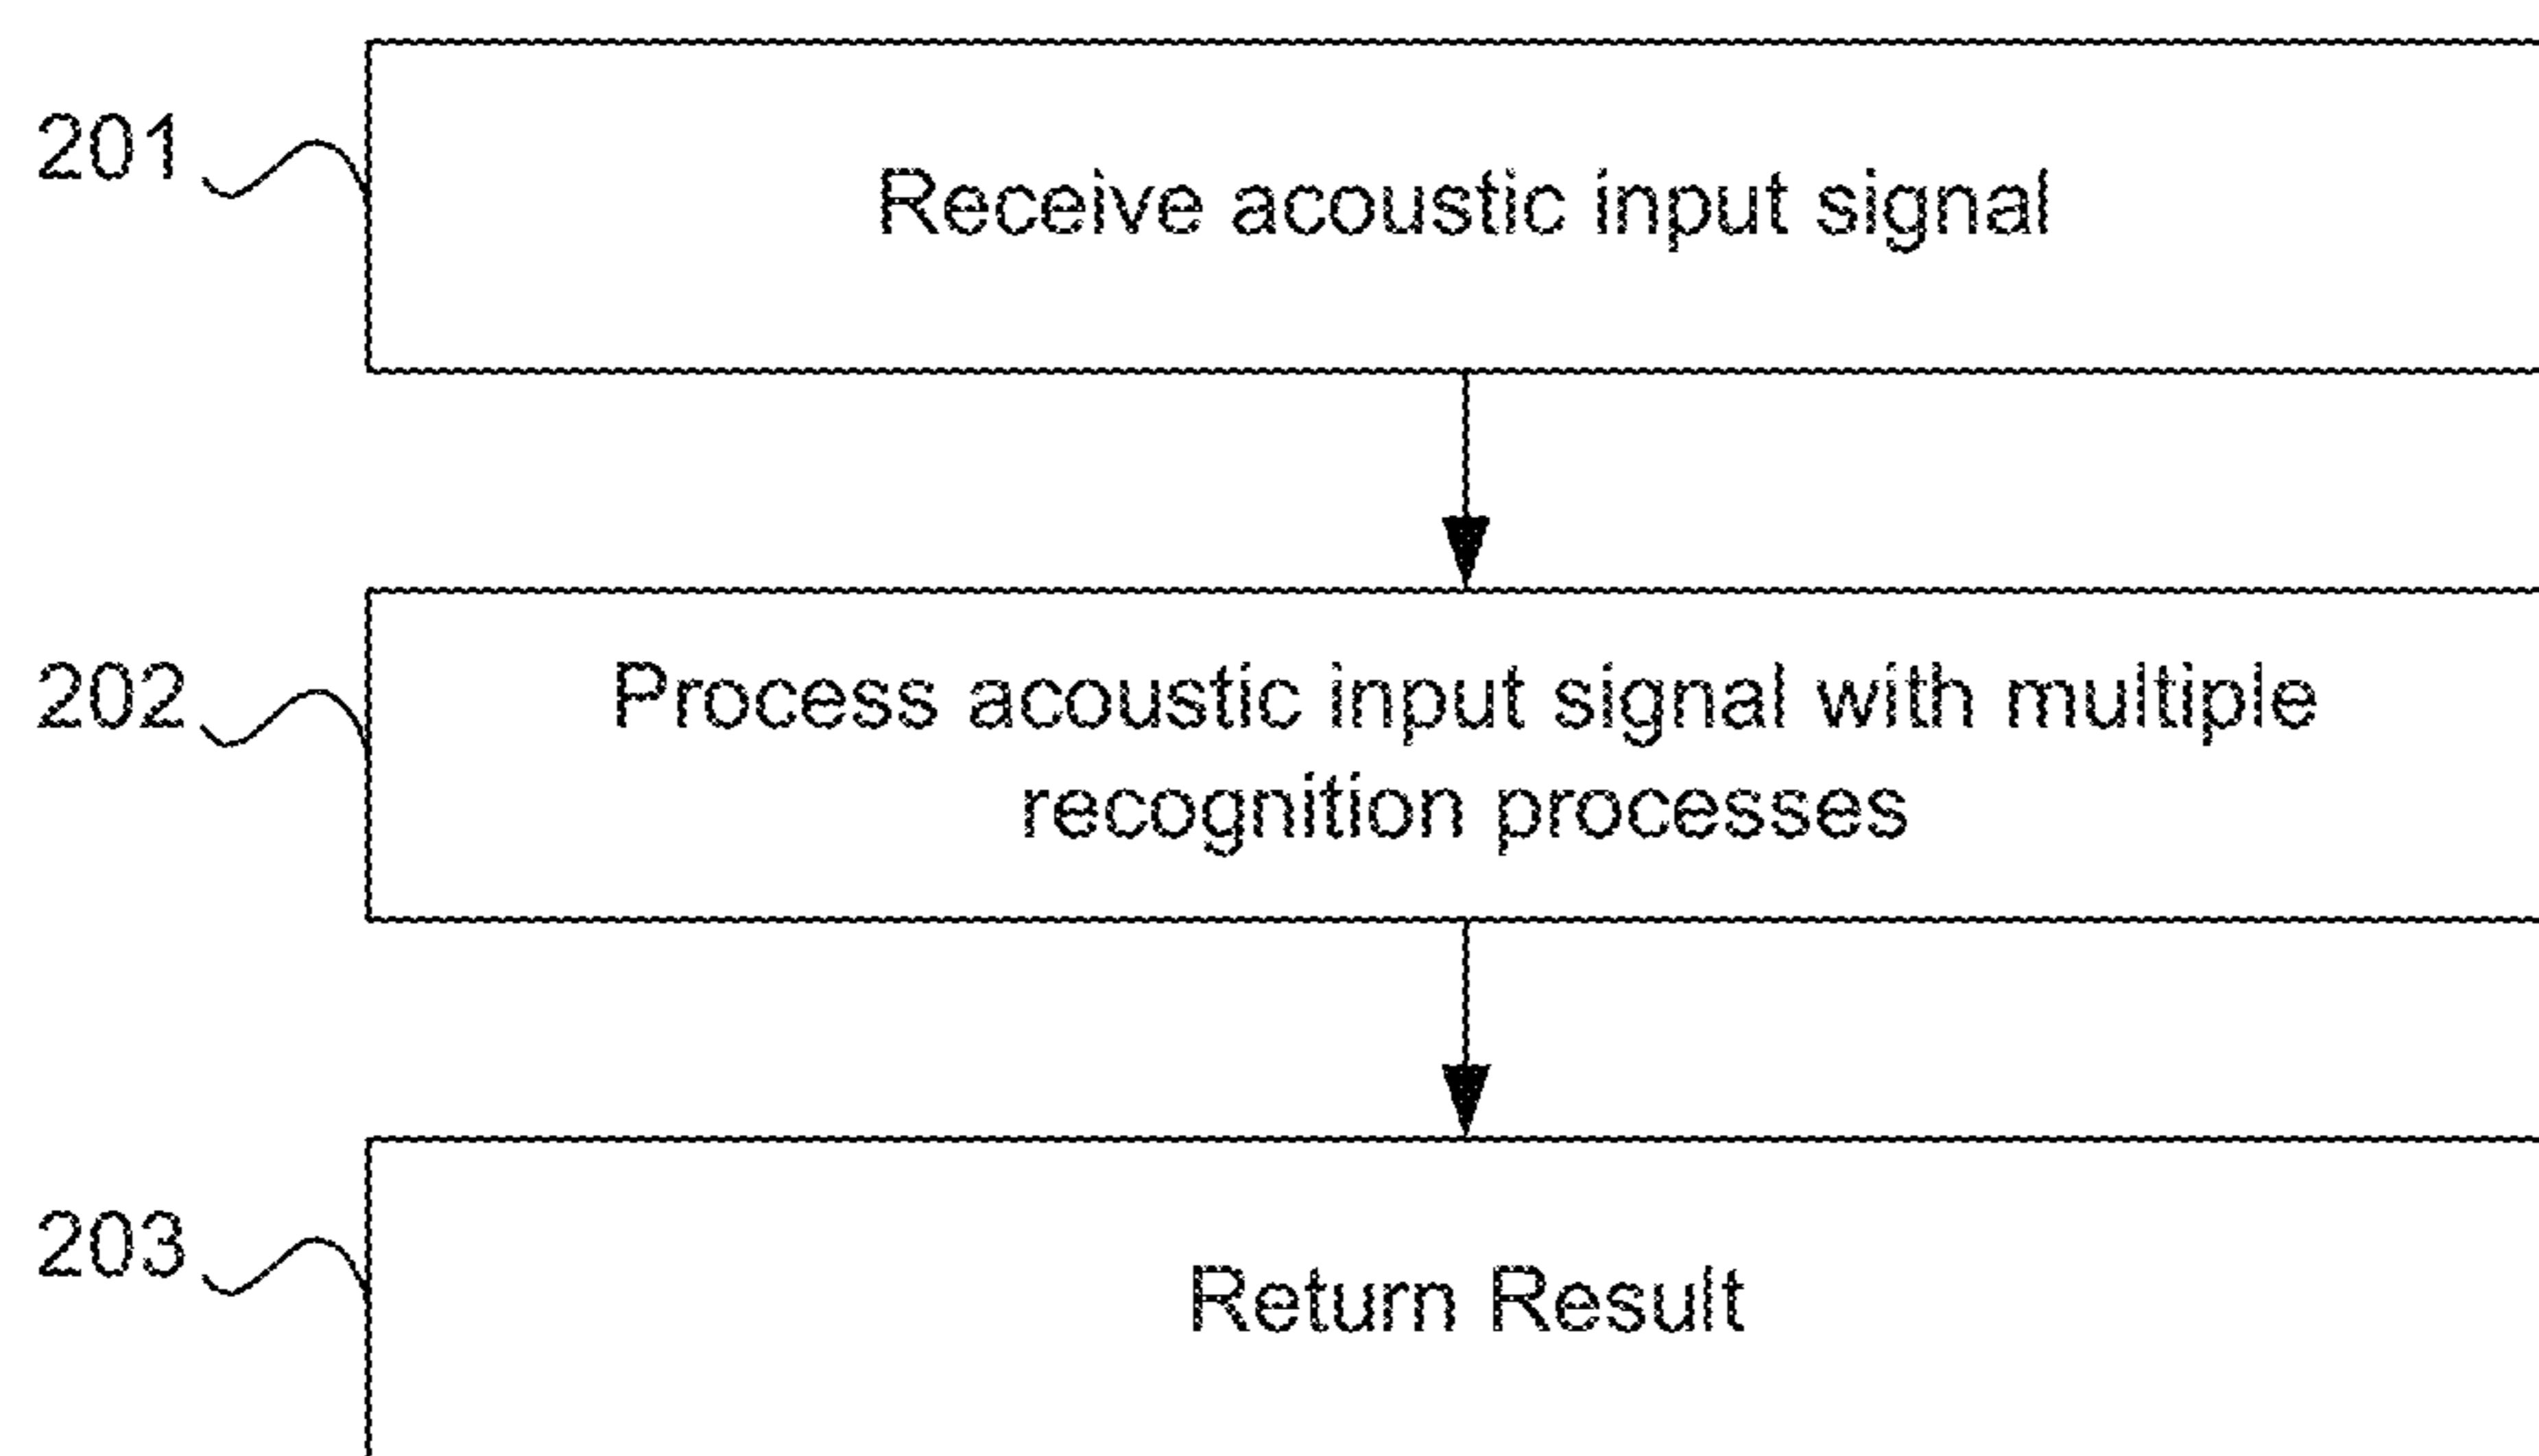 201
Receive acoustic input signal
202
Process acoustic input signal with multiple
recognition processes
203
Return Result